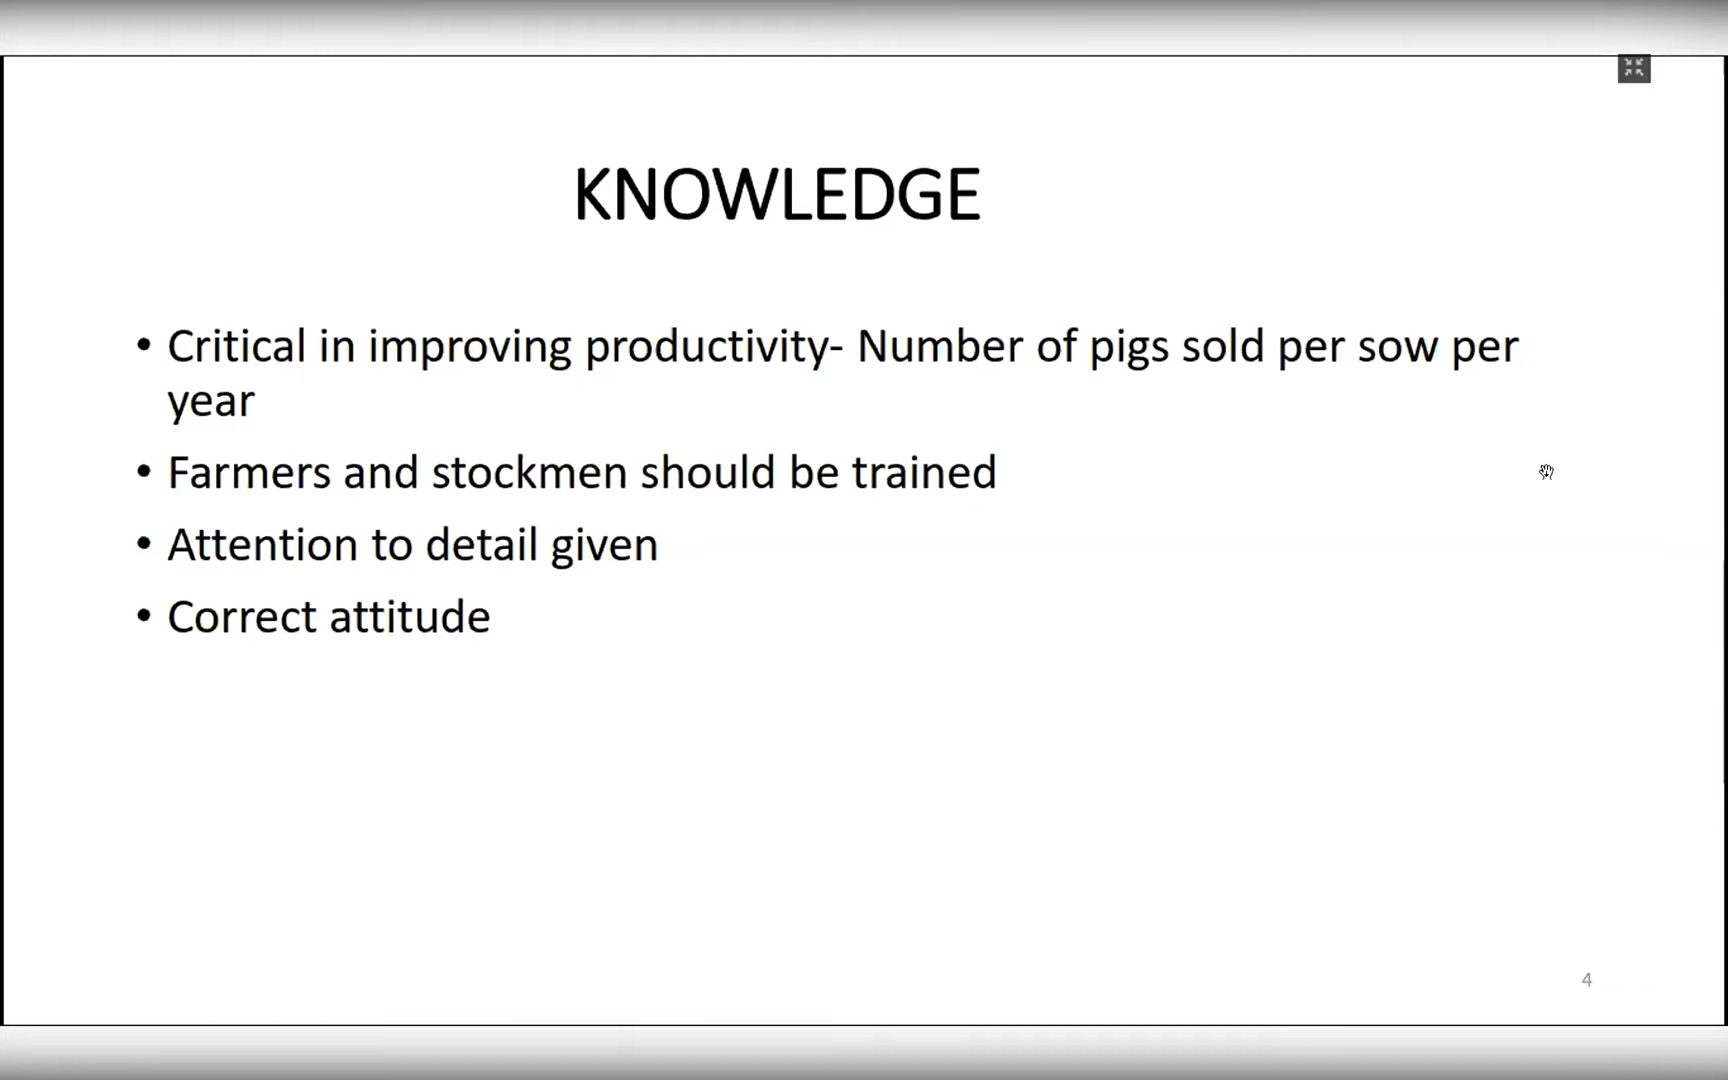 KNOWLEDGE
• Critical in improving productivity- Number of pigs sold per sow per
year
• Farmers and stockmen should be trained
• Attention to detail given
• Correct attitude
4